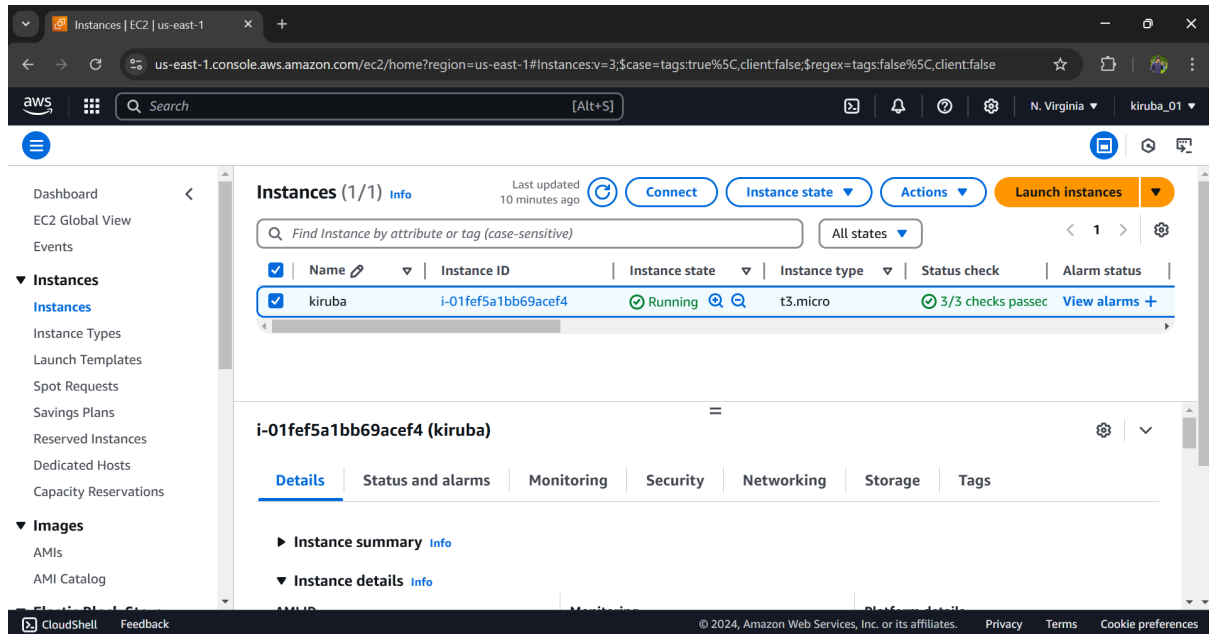 Instances | EC2 | us-east-1
us-east-1.console.aws.amazon.com/ec2/home?region=us-east-1#Instances:v=3;$case=tags:true%5C,client:false;$regex=tags:false%5C,client:false
aws
Search [Alt+S]
N. Virginia
kiruba_01
Dashboard
EC2 Global View
Events
Instances
Instances
Instance Types
Launch Templates
Spot Requests
Savings Plans
Reserved Instances
Dedicated Hosts
Capacity Reservations
Images
AMIs
AMI Catalog
Instances (1/1) Info
Last updated
10 minutes ago
Connect
Instance state
Actions
Launch instances
Find Instance by attribute or tag (case-sensitive)
All states
1
Name Instance ID Instance state Instance type Status check Alarm status
kiruba i-01fef5a1bb69acef4 Running t3.micro 3/3 checks passec View alarms +
i-01fef5a1bb69acef4 (kiruba)
Details Status and alarms Monitoring Security Networking Storage Tags
Instance summary Info
Instance details Info
CloudShell Feedback © 2024, Amazon Web Services, Inc. or its affiliates. Privacy Terms Cookie preferences